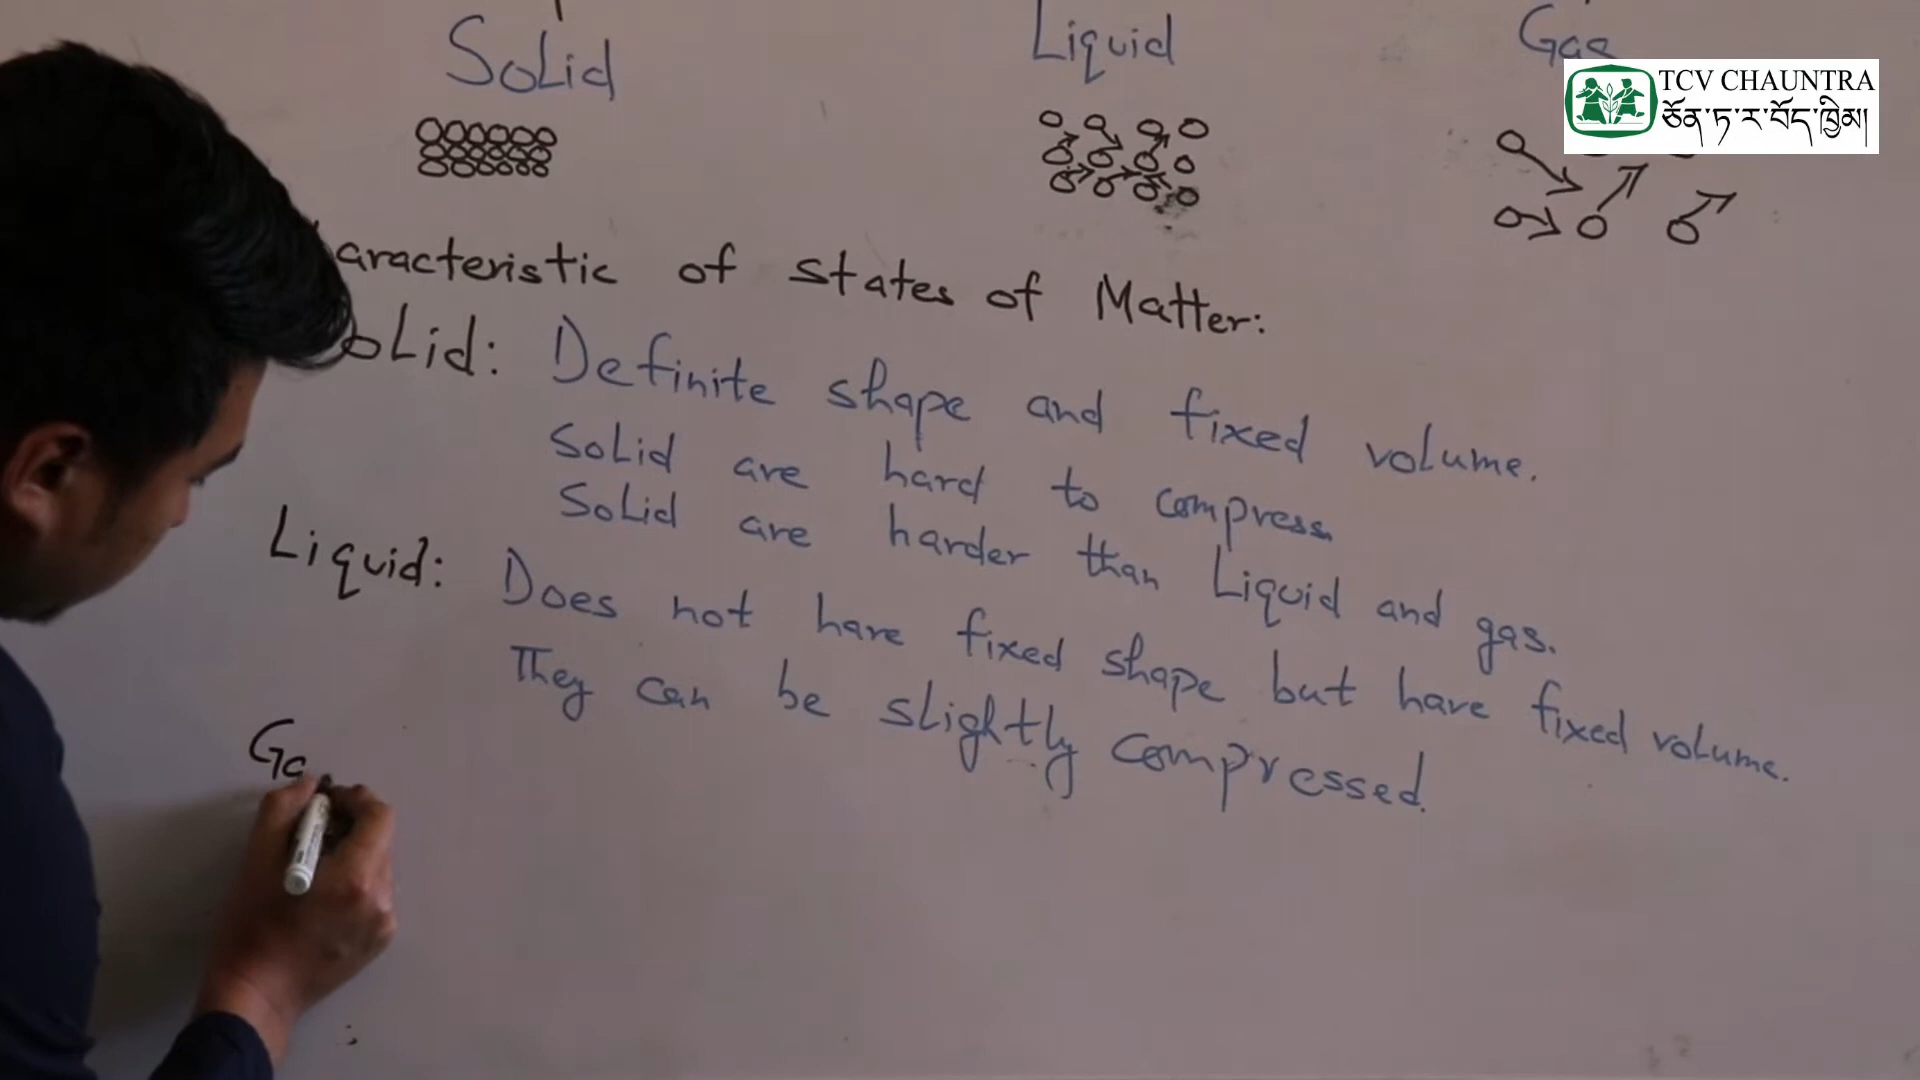 Solid Liquid Gas
TCV CHAUNTRA
ཅོན་ཏ་ར་བོད་ཁྱིམ།
aracteristic of states of Matter:
olid: Definite shape and fixed volume.
Solid are hard to compress.
Solid are harder than Liquid and gas.
Liquid: Does not have fixed shape but have fixed volume.
They can be slightly compressed.
Ga